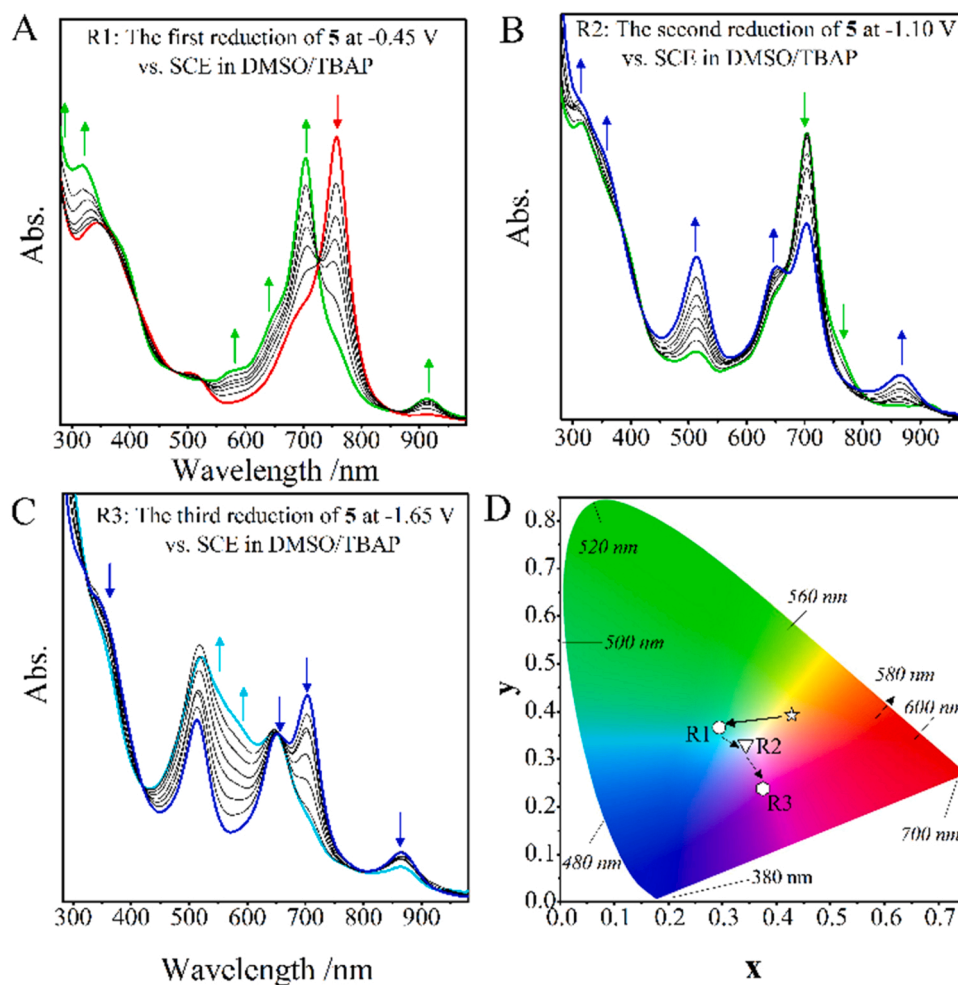 A
R1: The first reduction of 5 at -0.45 V
vs. SCE in DMSO/TBAP
Abs.
300 400 500 600 700 800 900
Wavelength /nm
B
R2: The second reduction of 5 at -1.10 V
vs. SCE in DMSO/TBAP
Abs.
300 400 500 600 700 800 900
C
R3: The third reduction of 5 at -1.65 V
vs. SCE in DMSO/TBAP
Abs.
300 400 500 600 700 800 900
Wavelength /nm
D
0.8
0.7
0.6
0.5
0.4
0.3
0.2
0.1
0.0
y
520 nm
560 nm
500 nm
580 nm
600 nm
R1
R2
R3
700 nm
480 nm
380 nm
0.0 0.1 0.2 0.3 0.4 0.5 0.6 0.7
x